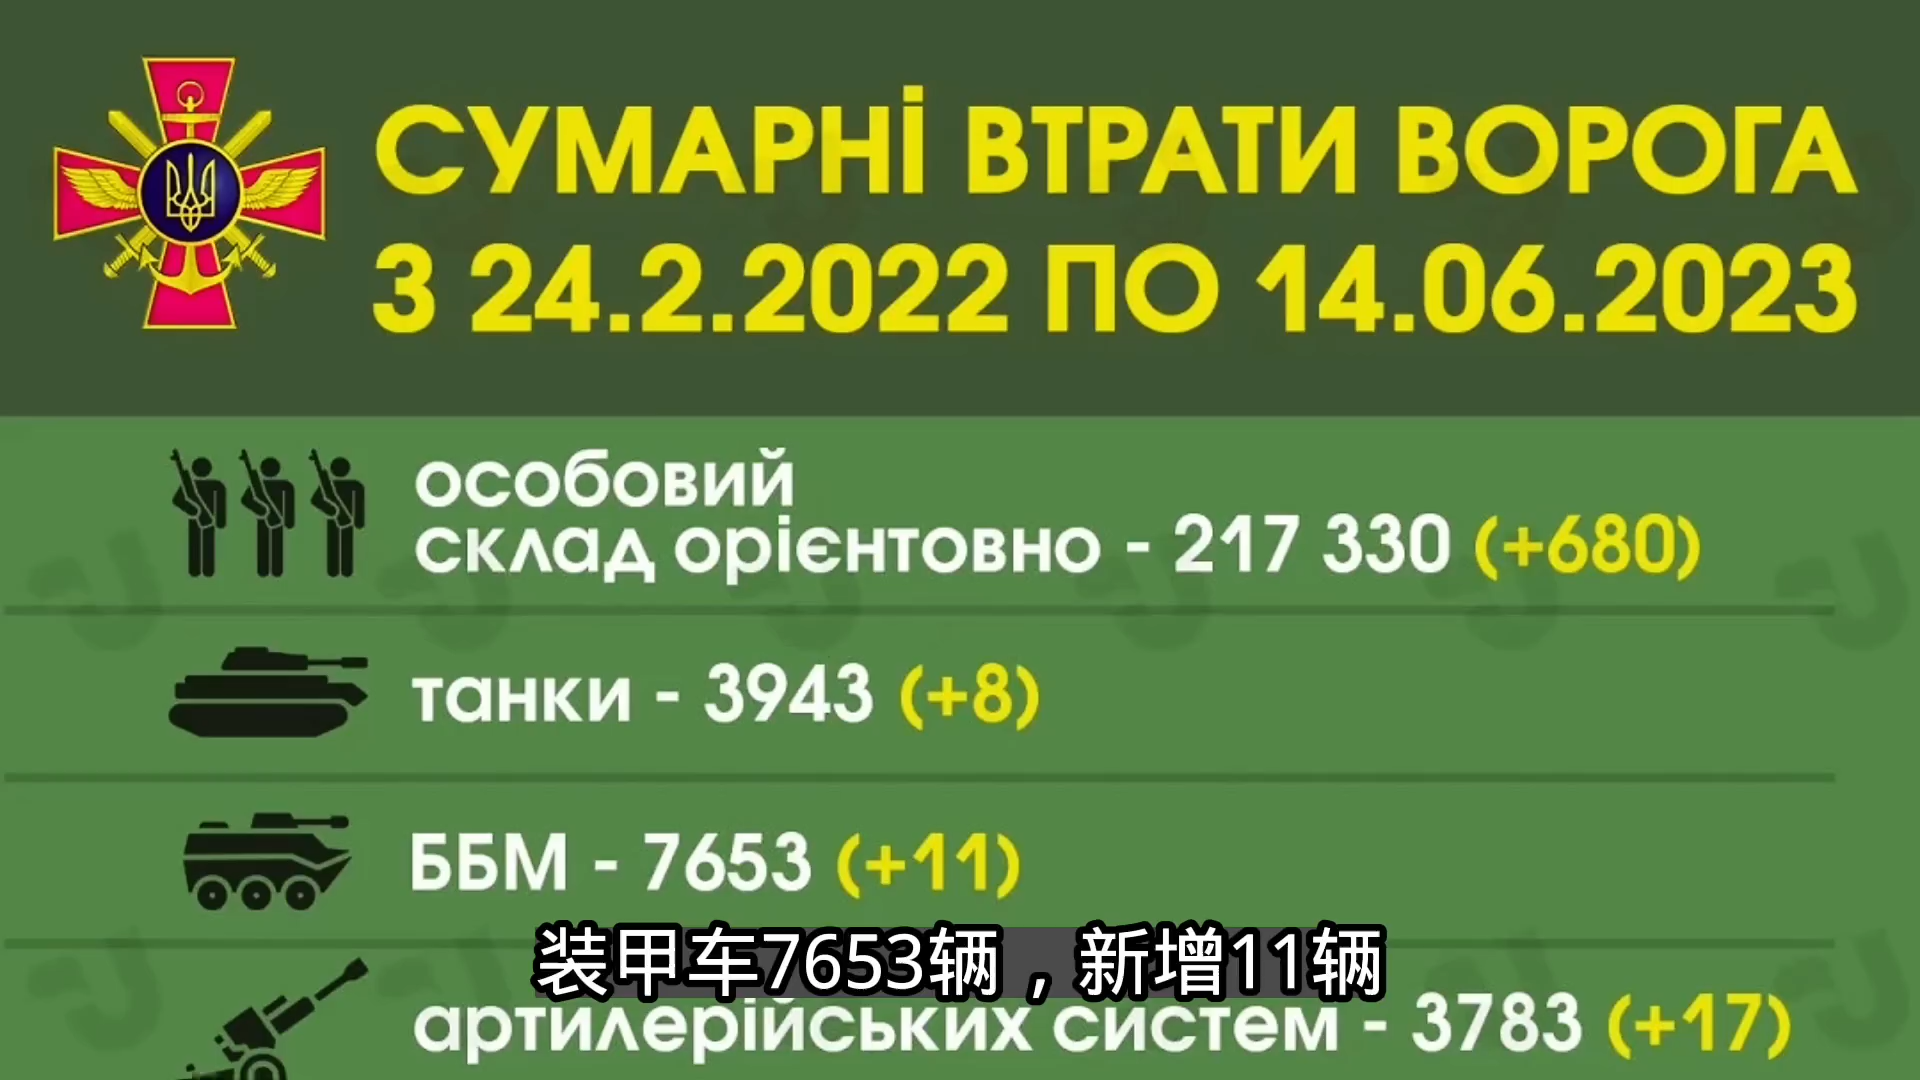 СУМАРНІ ВТРАТИ ВОРОГА
З 24.2.2022 ПО 14.06.2023
особовий
склад орієнтовно - 217 330 (+680)
танки - 3943 (+8)
ББМ - 7653 (+11)
装甲车7653辆，新增11辆
артилерійських систем - 3783 (+17)